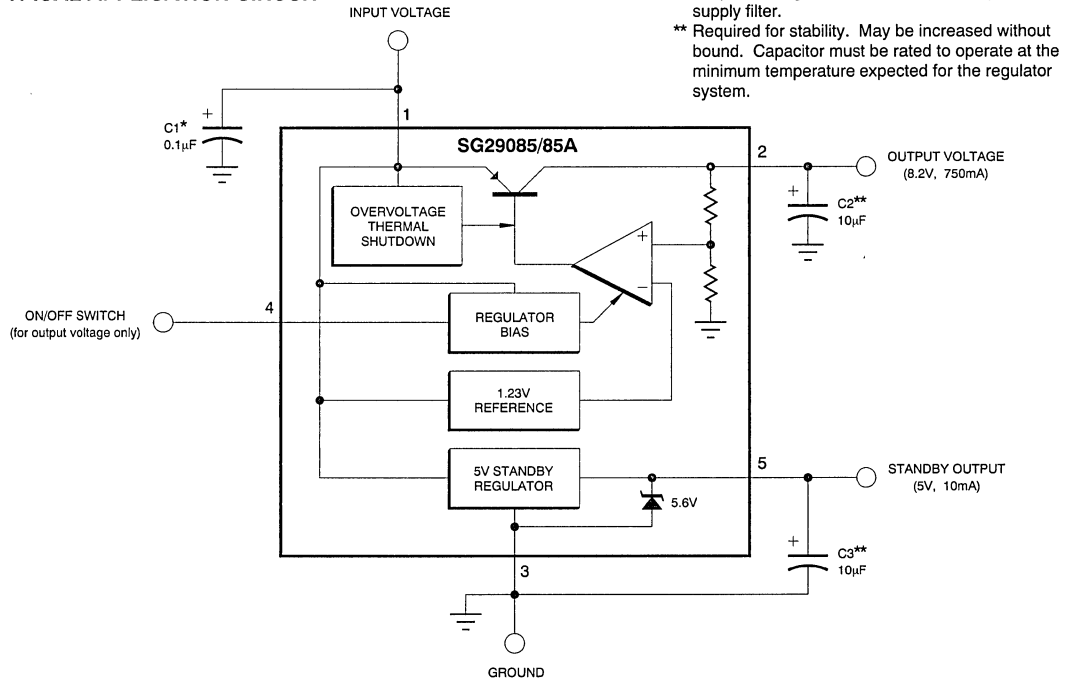 INPUT VOLTAGE
supply filter.
** Required for stability. May be increased without
bound. Capacitor must be rated to operate at the
minimum temperature expected for the regulator
system.
+
C1*
0.1µF
1
SG29085/85A
2
OUTPUT VOLTAGE
(8.2V, 750mA)
+
C2**
10µF
OVERVOLTAGE
THERMAL
SHUTDOWN
+
−
ON/OFF SWITCH
(for output voltage only)
4
REGULATOR
BIAS
1.23V
REFERENCE
5V STANDBY
REGULATOR
5.6V
5
STANDBY OUTPUT
(5V, 10mA)
+
C3**
10µF
3
GROUND